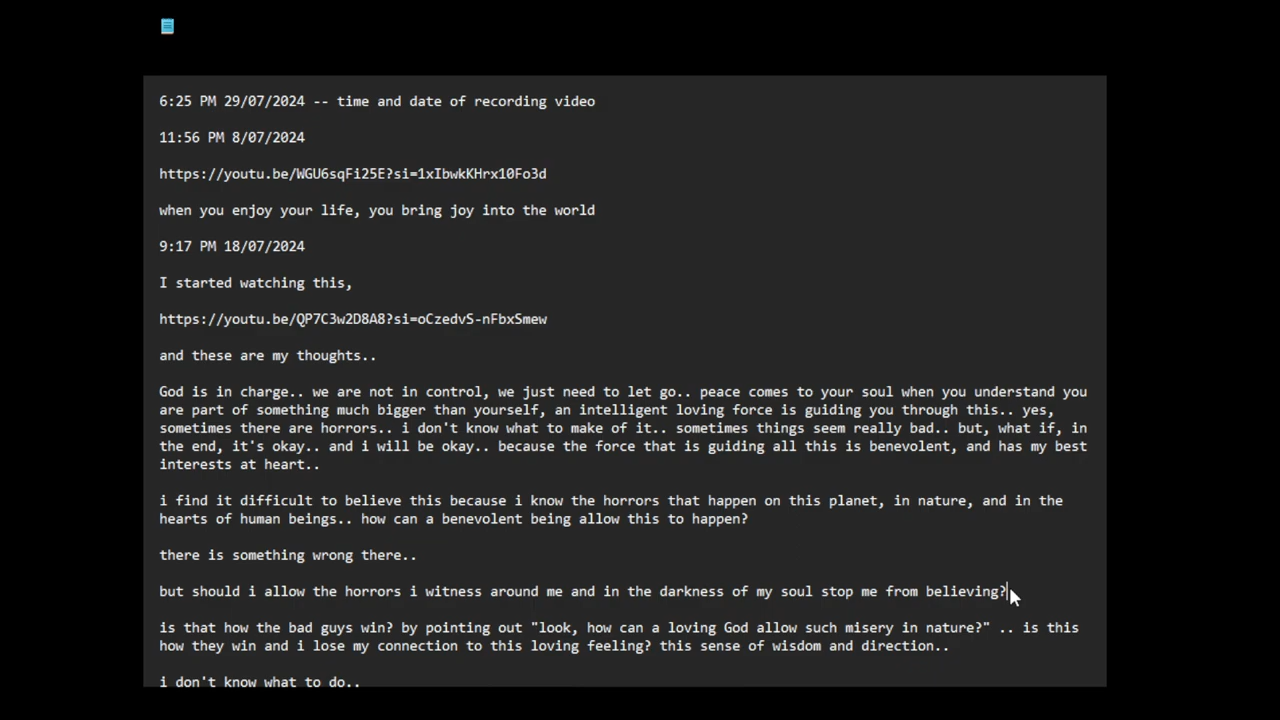 6:25 PM 29/07/2024 -- time and date of recording video
11:56 PM 8/07/2024
https://youtu.be/WGU6sqFi25E?si=1xIbwkKHrx10Fo3d
when you enjoy your life, you bring joy into the world
9:17 PM 18/07/2024
I started watching this,
https://youtu.be/QP7C3w2D8A8?si=oCzedvS-nFbxSmew
and these are my thoughts..
God is in charge.. we are not in control, we just need to let go.. peace comes to your soul when you understand you
are part of something much bigger than yourself, an intelligent loving force is guiding you through this.. yes,
sometimes there are horrors.. i don't know what to make of it.. sometimes things seem really bad.. but, what if, in
the end, it's okay.. and i will be okay.. because the force that is guiding all this is benevolent, and has my best
interests at heart..
i find it difficult to believe this because i know the horrors that happen on this planet, in nature, and in the
hearts of human beings.. how can a benevolent being allow this to happen?
there is something wrong there..
but should i allow the horrors i witness around me and in the darkness of my soul stop me from believing?
is that how the bad guys win? by pointing out "look, how can a loving God allow such misery in nature?" .. is this
how they win and i lose my connection to this loving feeling? this sense of wisdom and direction..
i don't know what to do..